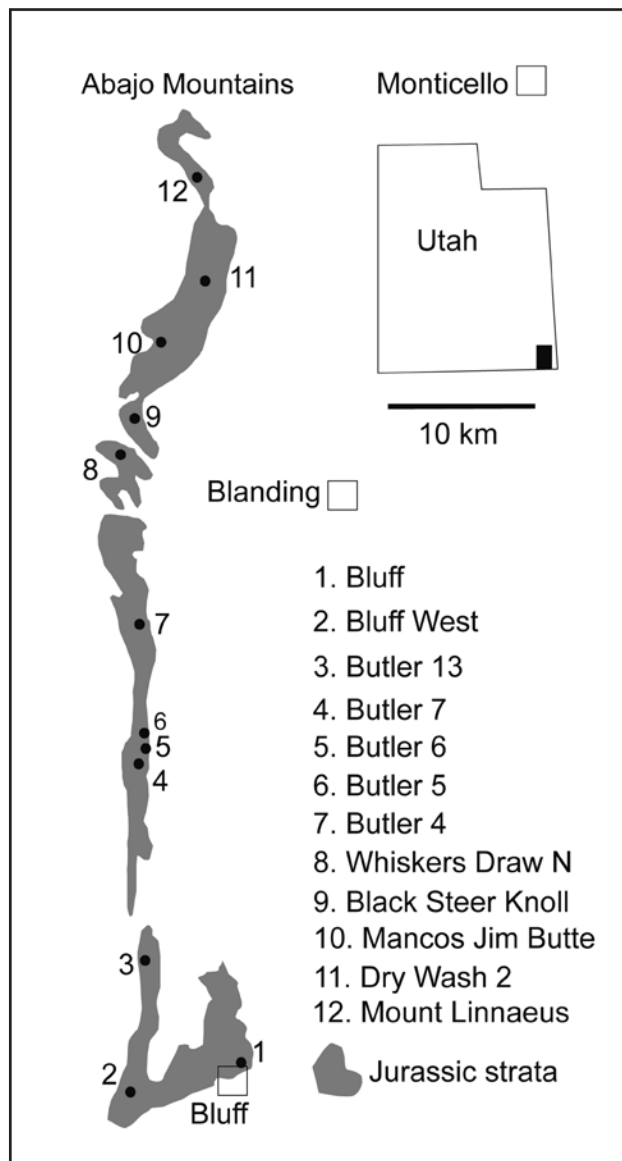 Abajo Mountains
Monticello
Utah
10 km
12
11
10
9
8
Blanding
7
6
5
4
3
2
1
Bluff
1. Bluff
2. Bluff West
3. Butler 13
4. Butler 7
5. Butler 6
6. Butler 5
7. Butler 4
8. Whiskers Draw N
9. Black Steer Knoll
10. Mancos Jim Butte
11. Dry Wash 2
12. Mount Linnaeus
Jurassic strata